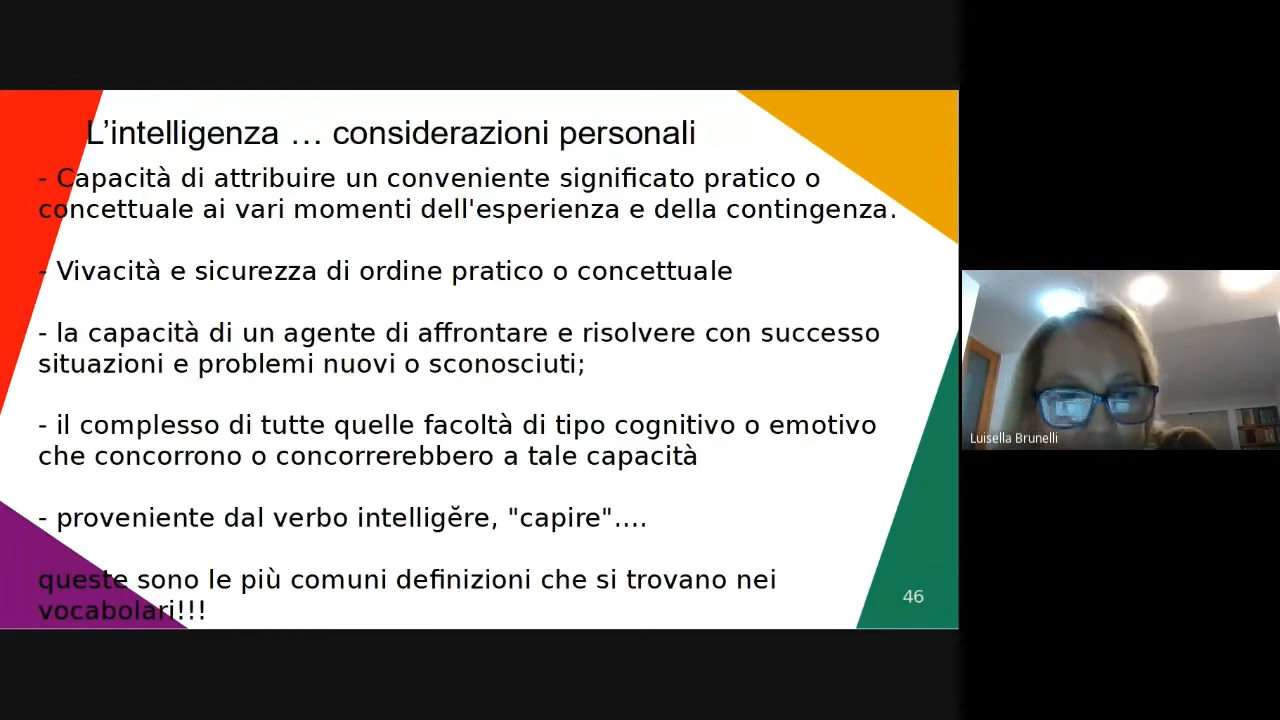 L’intelligenza … considerazioni personali
- Capacità di attribuire un conveniente significato pratico o
concettuale ai vari momenti dell'esperienza e della contingenza.
- Vivacità e sicurezza di ordine pratico o concettuale
- la capacità di un agente di affrontare e risolvere con successo
situazioni e problemi nuovi o sconosciuti;
- il complesso di tutte quelle facoltà di tipo cognitivo o emotivo
che concorrono o concorrerebbero a tale capacità
- proveniente dal verbo intelligĕre, "capire"....
queste sono le più comuni definizioni che si trovano nei
vocabolari!!!
46
Luisella Brunelli